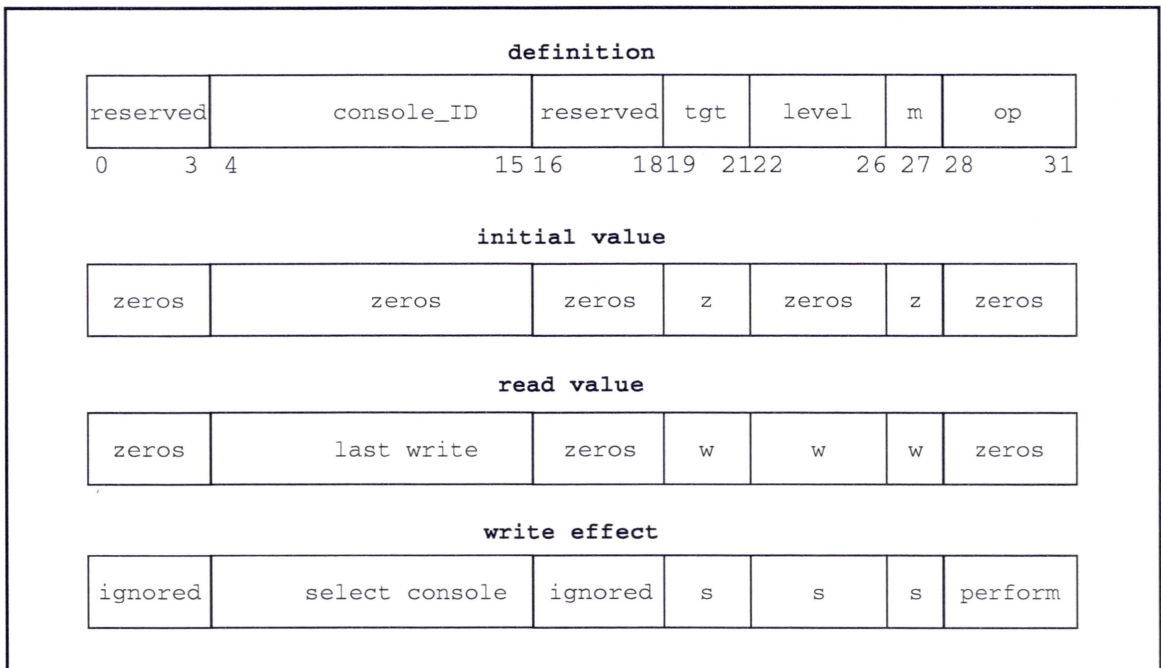 definition
reserved console_ID reserved tgt level m op
0 3 4 15 16 18 19 21 22 26 27 28 31
initial value
zeros zeros zeros z zeros z zeros
read value
zeros last write zeros w w w zeros
write effect
ignored select console ignored s s s perform